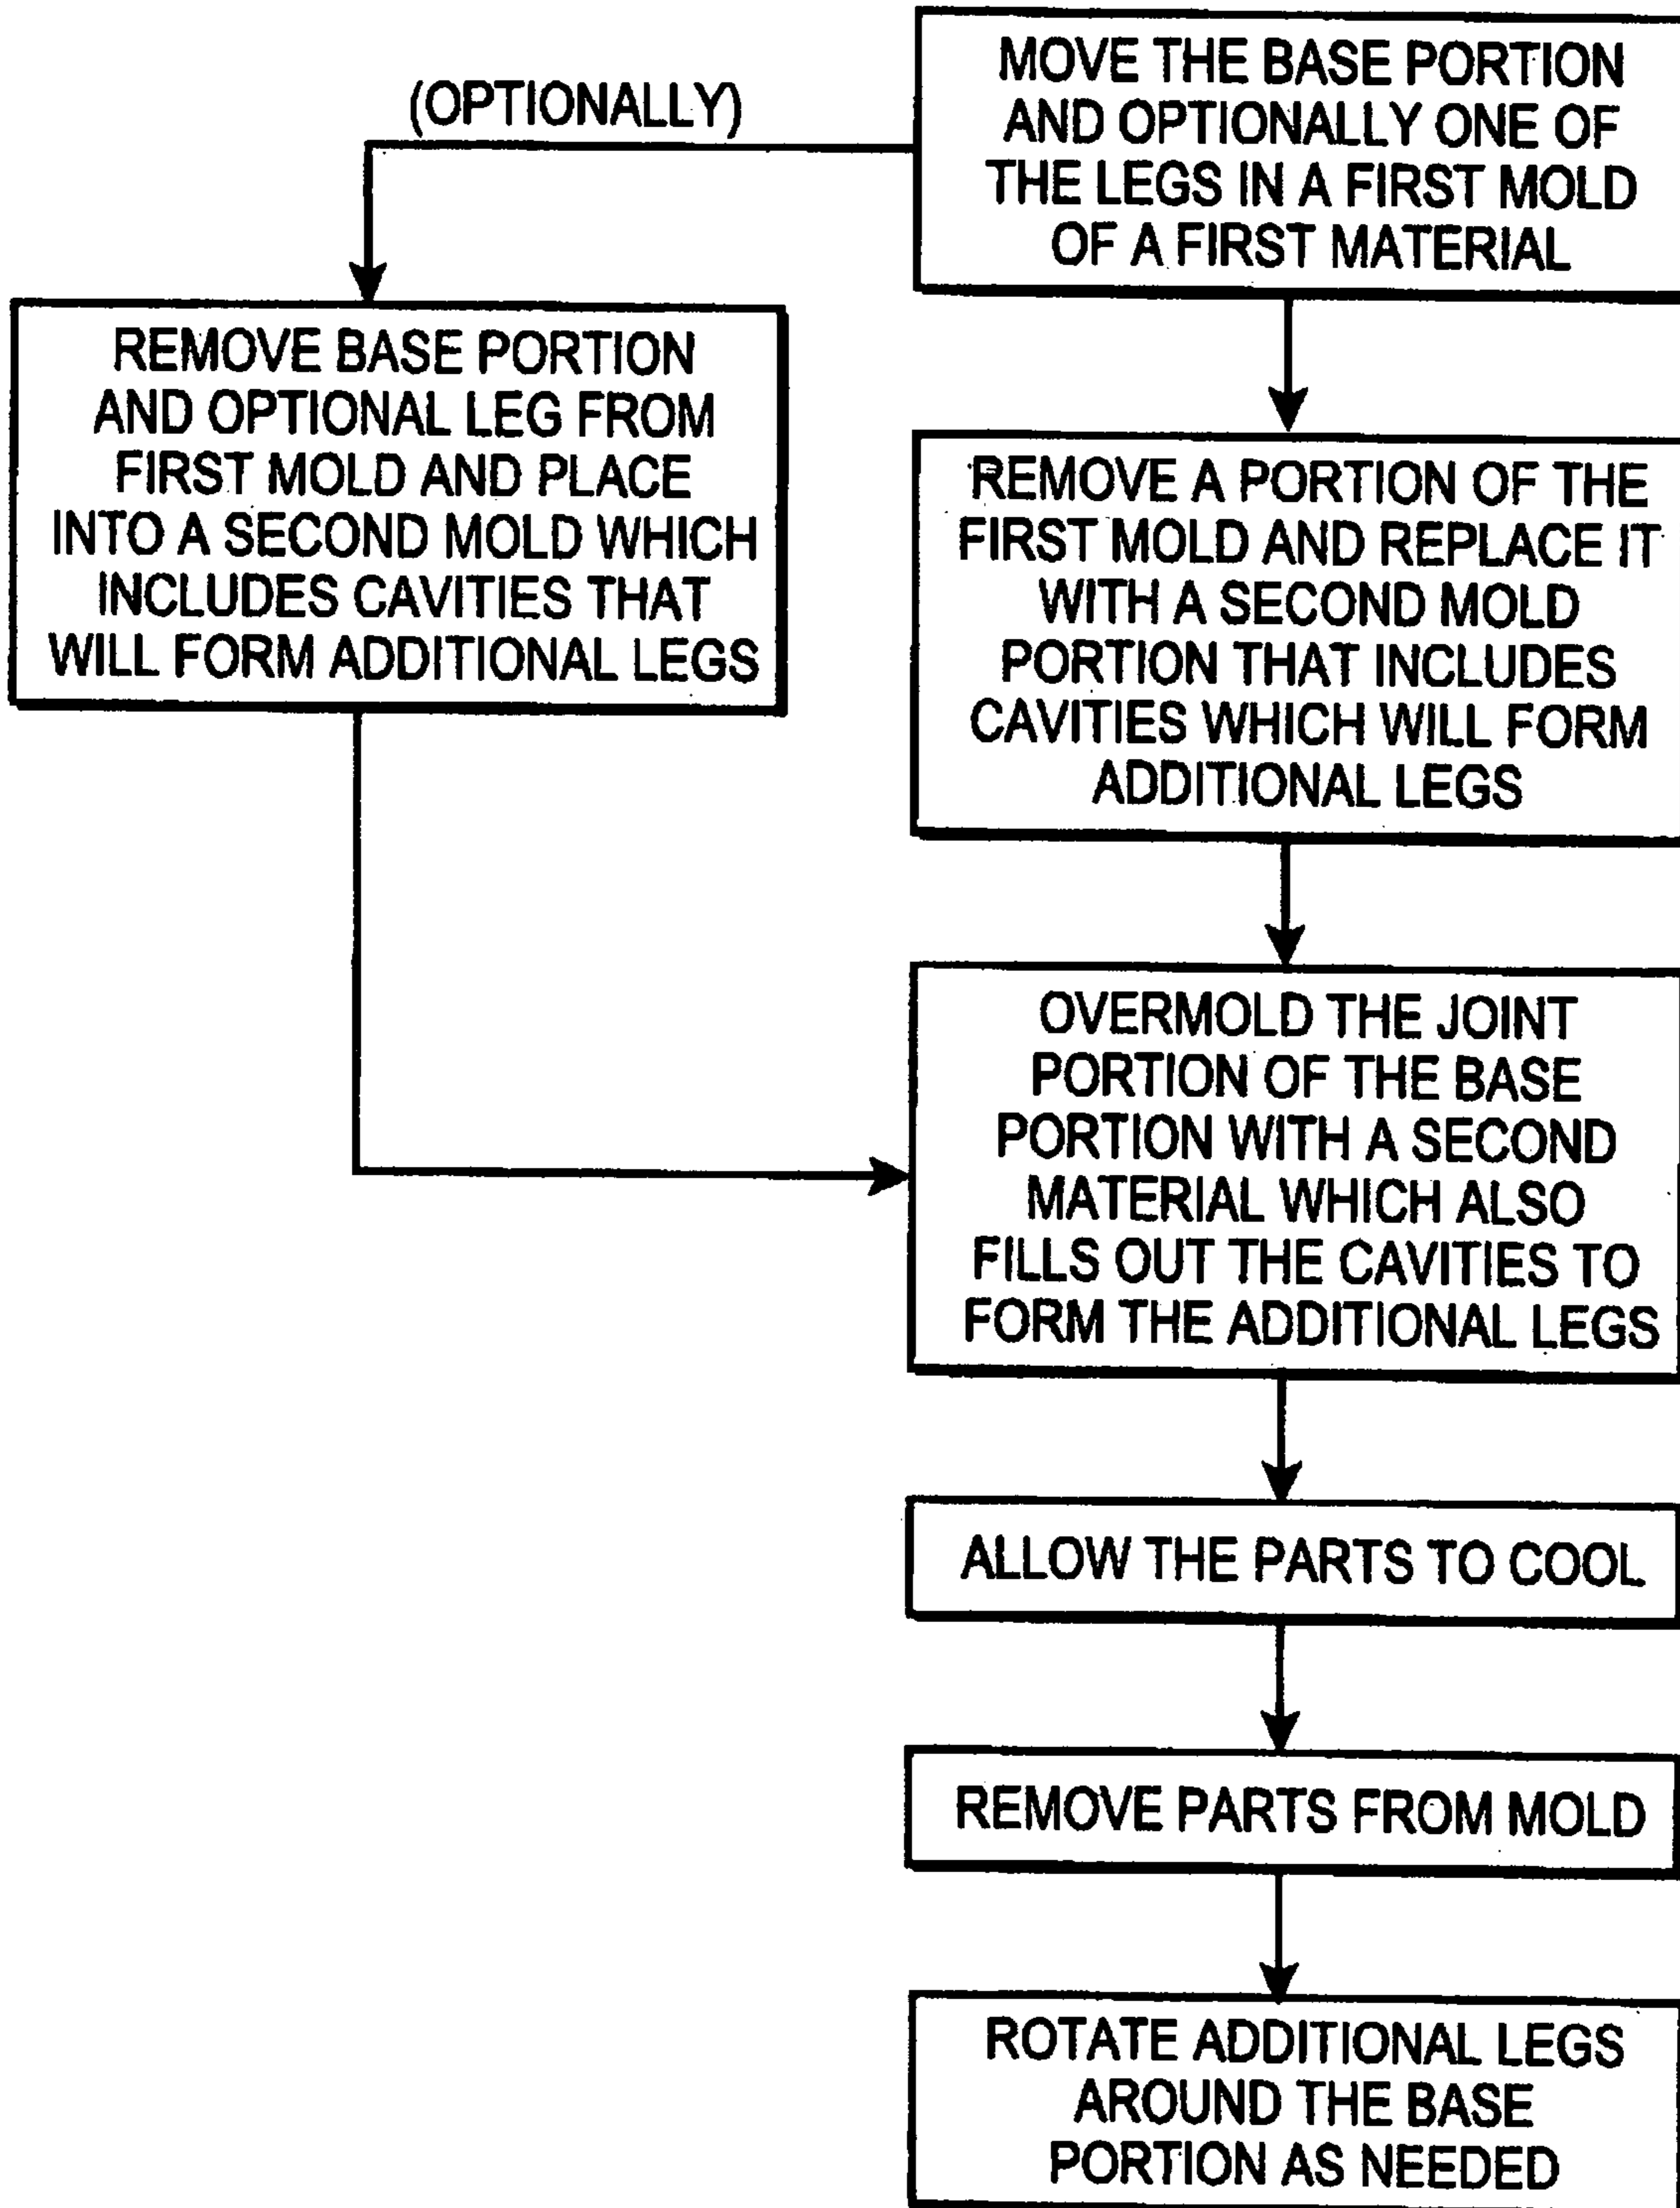 MOVE THE BASE PORTION
AND OPTIONALLY ONE OF
THE LEGS IN A FIRST MOLD
OF A FIRST MATERIAL
(OPTIONALLY)
REMOVE BASE PORTION
AND OPTIONAL LEG FROM
FIRST MOLD AND PLACE
INTO A SECOND MOLD WHICH
INCLUDES CAVITIES THAT
WILL FORM ADDITIONAL LEGS
REMOVE A PORTION OF THE
FIRST MOLD AND REPLACE IT
WITH A SECOND MOLD
PORTION THAT INCLUDES
CAVITIES WHICH WILL FORM
ADDITIONAL LEGS
OVERMOLD THE JOINT
PORTION OF THE BASE
PORTION WITH A SECOND
MATERIAL WHICH ALSO
FILLS OUT THE CAVITIES TO
FORM THE ADDITIONAL LEGS
ALLOW THE PARTS TO COOL
REMOVE PARTS FROM MOLD
ROTATE ADDITIONAL LEGS
AROUND THE BASE
PORTION AS NEEDED